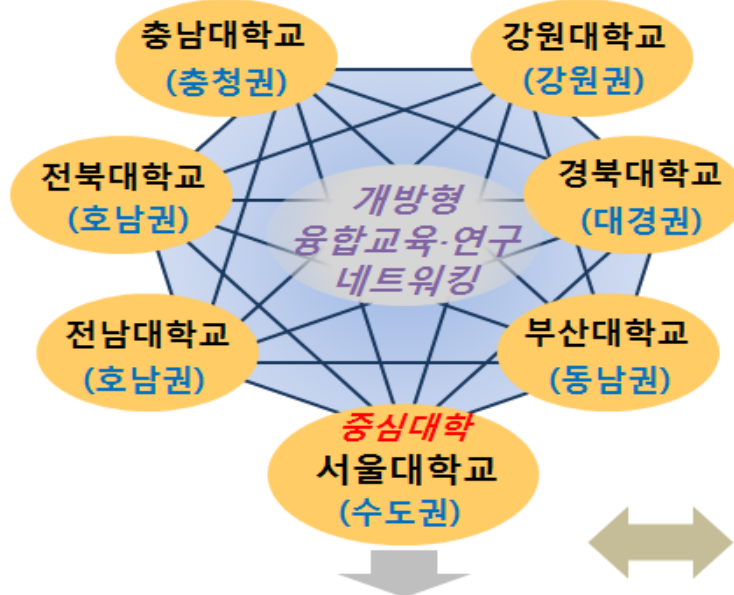 충남대학교
(충청권)
강원대학교
(강원권)
전북대학교
(호남권)
경북대학교
(대경권)
개방형
융합교육·연구
네트워킹
전남대학교
(호남권)
부산대학교
(동남권)
중심대학
서울대학교
(수도권)